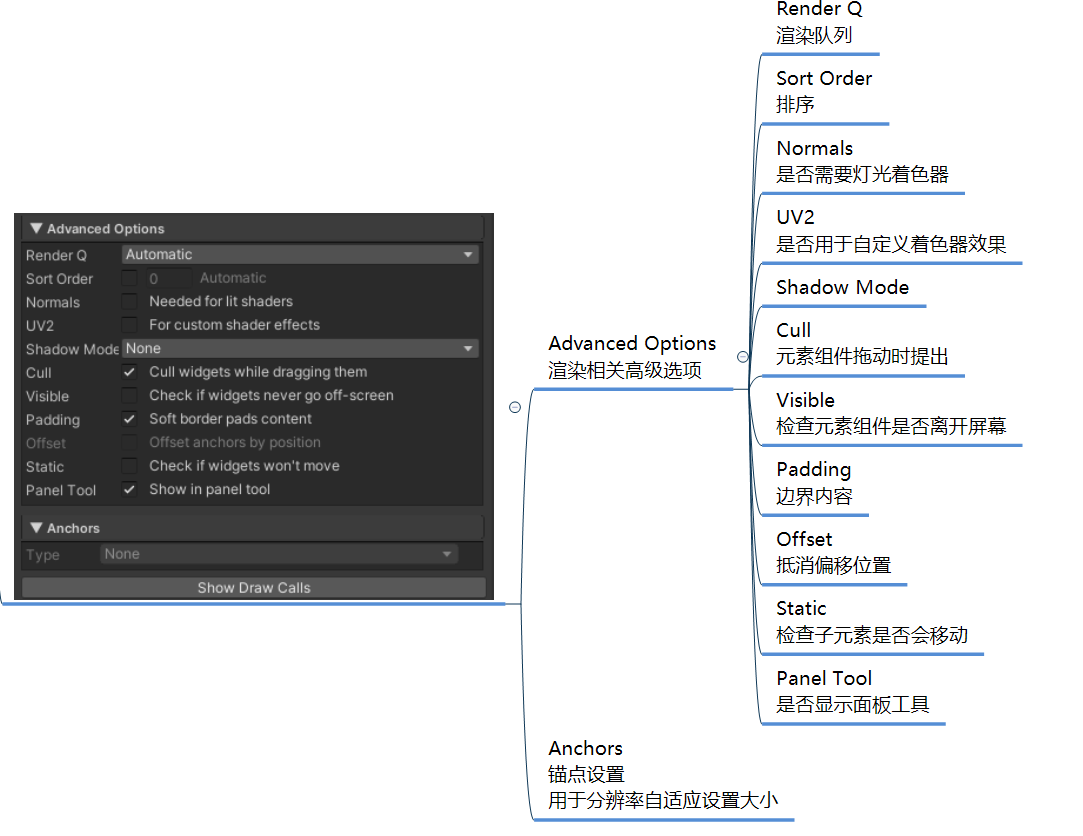 Advanced Options
Render Q Automatic
Sort Order 0 Automatic
Normals Needed for lit shaders
UV2 For custom shader effects
Shadow Mode None
Cull Cull widgets while dragging them
Visible Check if widgets never go off-screen
Padding Soft border pads content
Offset Offset anchors by position
Static Check if widgets won't move
Panel Tool Show in panel tool
Anchors
Type None
Show Draw Calls
Advanced Options
渲染相关高级选项
Render Q
渲染队列
Sort Order
排序
Normals
是否需要灯光着色器
UV2
是否用于自定义着色器效果
Shadow Mode
Cull
元素组件拖动时提出
Visible
检查元素组件是否离开屏幕
Padding
边界内容
Offset
抵消偏移位置
Static
检查子元素是否会移动
Panel Tool
是否显示面板工具
Anchors
锚点设置
用于分辨率自适应设置大小